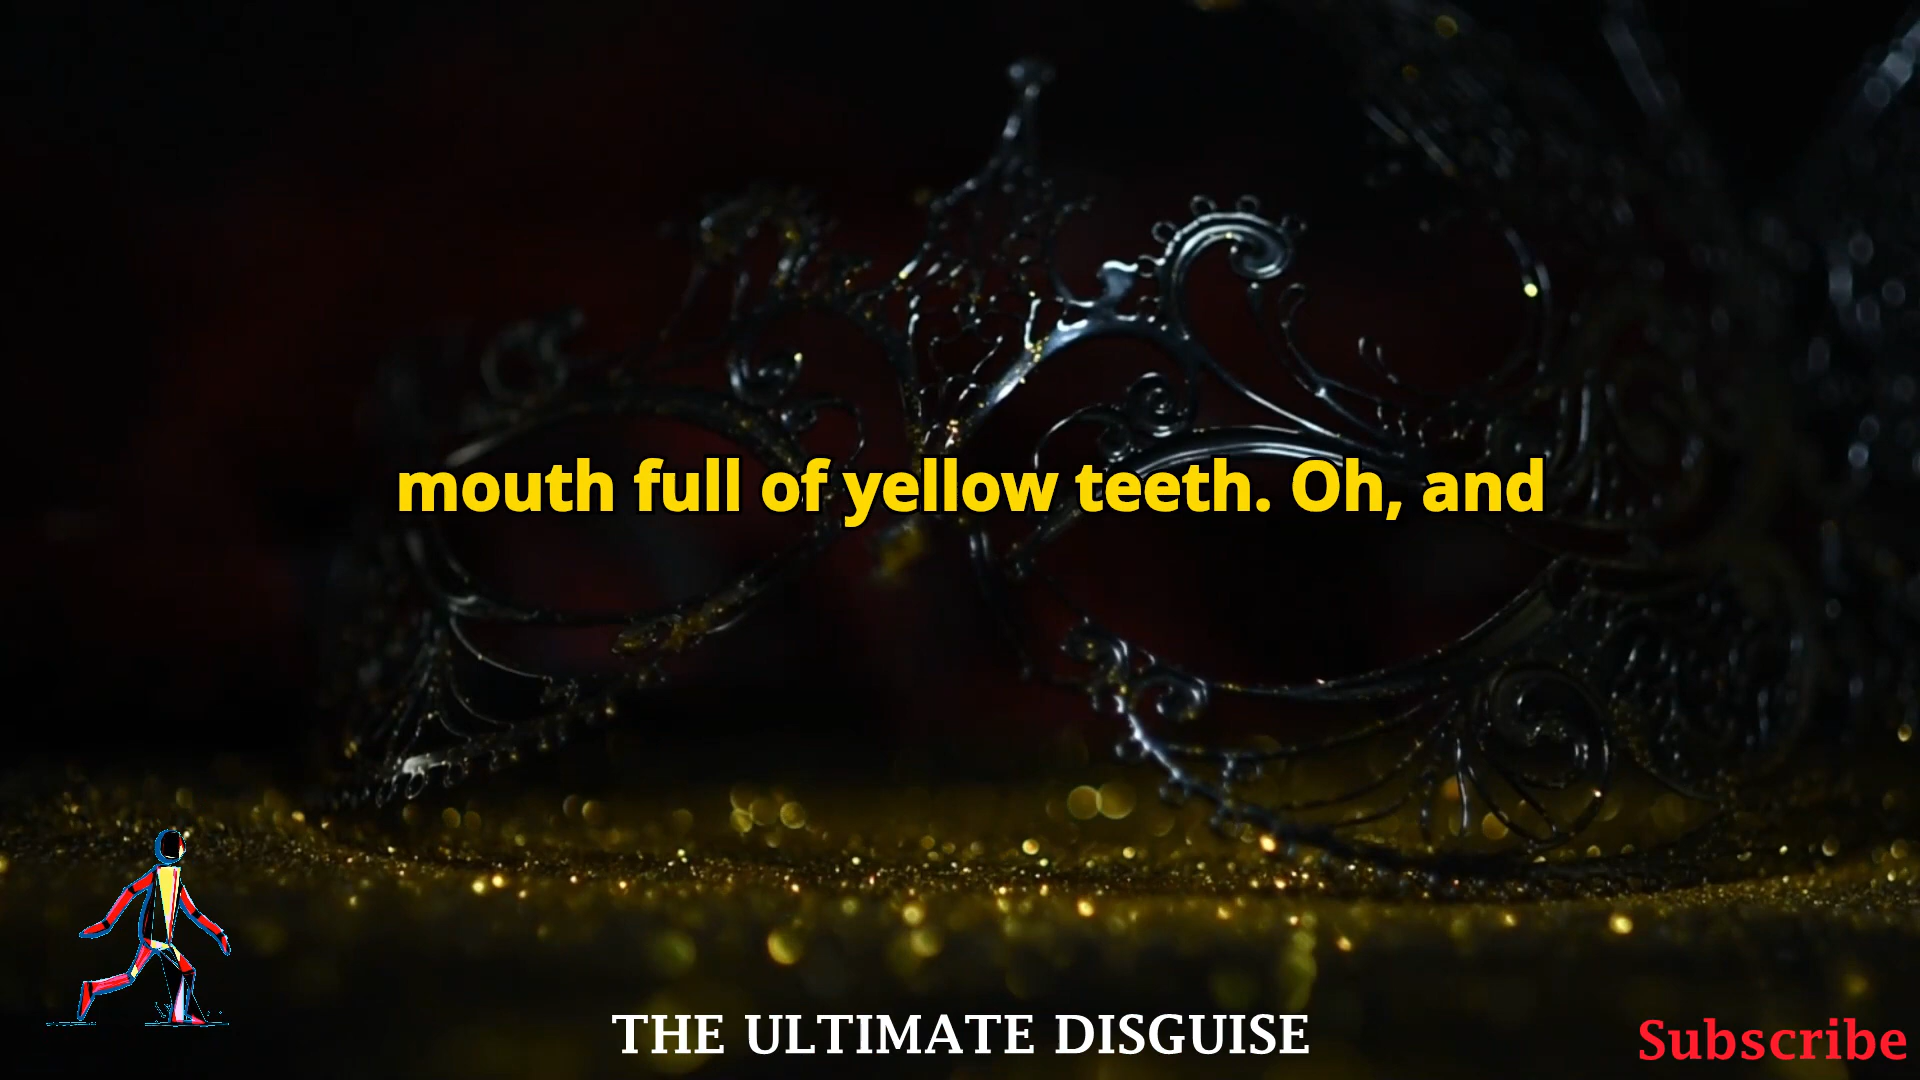 mouth full of yellow teeth. Oh, and
THE ULTIMATE DISGUISE
Subscribe